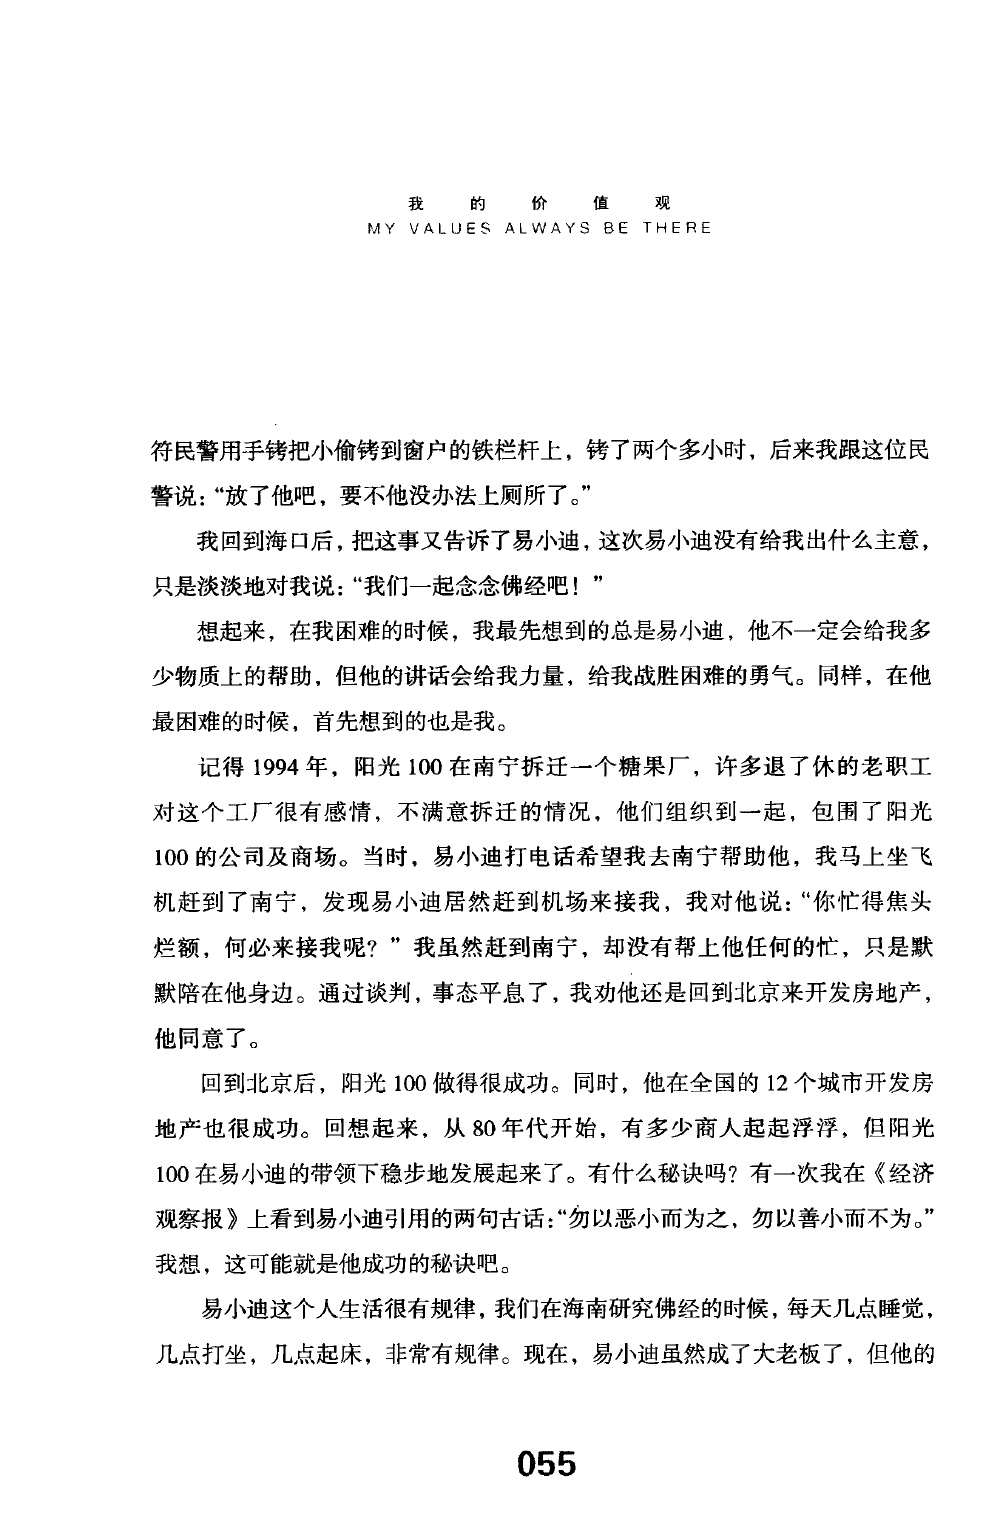 我的价值观
MY VALUES ALWAYS BE THERE
符民警用手铐把小偷铐到窗户的铁栏杆上，铐了两个多小时，后来我跟这位民
警说：“放了他吧，要不他没办法上厕所了。”
我回到海口后，把这事又告诉了易小迪，这次易小迪没有给我出什么主意，
只是淡淡地对我说：“我们一起念念佛经吧！”
想起来，在我困难的时候，我最先想到的总是易小迪，他不一定会给我多
少物质上的帮助，但他的讲话会给我力量，给我战胜困难的勇气。同样，在他
最困难的时候，首先想到的也是我。
记得 1994 年，阳光 100 在南宁拆迁一个糖果厂，许多退了休的老职工
对这个工厂很有感情，不满意拆迁的情况，他们组织到一起，包围了阳光
100 的公司及商场。当时，易小迪打电话希望我去南宁帮助他，我马上坐飞
机赶到了南宁，发现易小迪居然赶到机场来接我，我对他说：“你忙得焦头
烂额，何必来接我呢？”我虽然赶到南宁，却没有帮上他任何的忙，只是默
默陪在他身边。通过谈判，事态平息了，我劝他还是回到北京来开发房地产，
他同意了。
回到北京后，阳光 100 做得很成功。同时，他在全国的 12 个城市开发房
地产也很成功。回想起来，从 80 年代开始，有多少商人起起浮浮，但阳光
100 在易小迪的带领下稳步地发展起来了。有什么秘诀吗？有一次我在《经济
观察报》上看到易小迪引用的两句古话：“勿以恶小而为之，勿以善小而不为。”
我想，这可能就是他成功的秘诀吧。
易小迪这个人生活很有规律，我们在海南研究佛经的时候，每天几点睡觉，
几点打坐，几点起床，非常有规律。现在，易小迪虽然成了大老板了，但他的
055